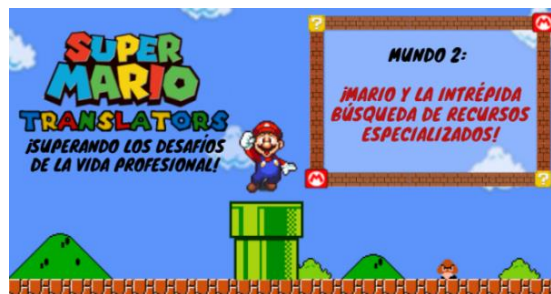 SUPER
MARIO
TRANSLATORS
¡SUPERANDO LOS DESAFÍOS
DE LA VIDA PROFESIONAL!
MUNDO 2:
¡MARIO Y LA INTRÉPIDA
BÚSQUEDA DE RECURSOS
ESPECIALIZADOS!